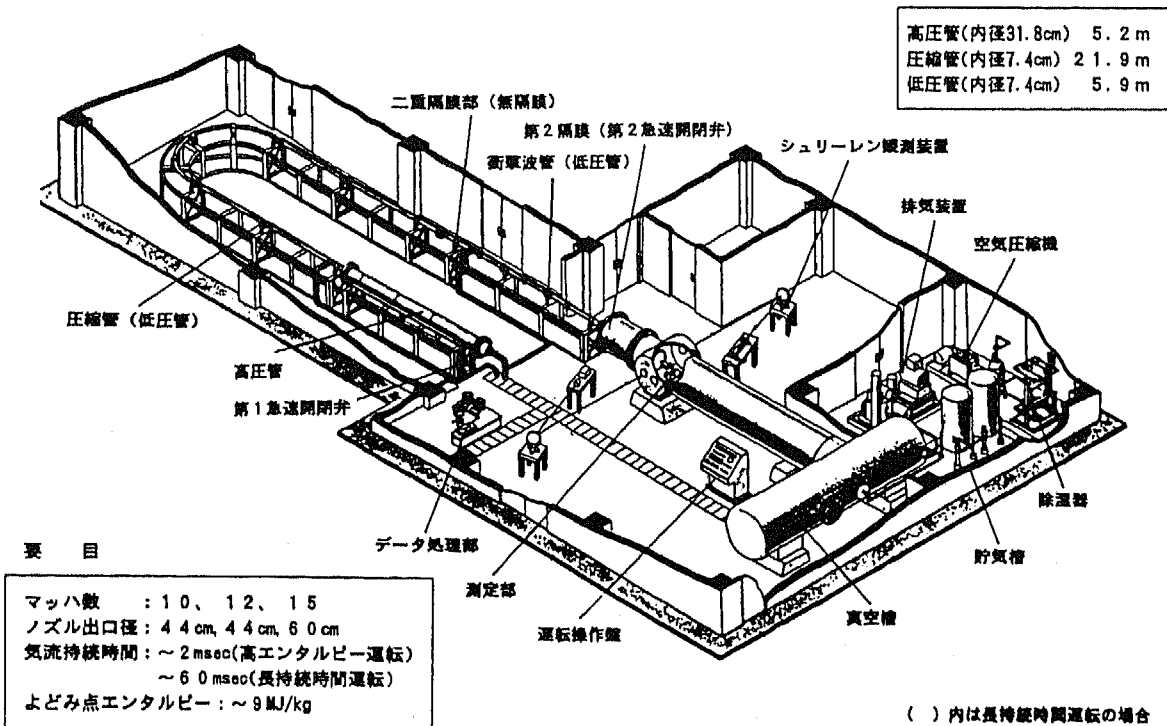 高圧管(内径31.8cm) 5.2m
圧縮管(内径7.4cm) 21.9m
低圧管(内径7.4cm) 5.9m
二重隔膜部(無隔膜)
第2隔膜(第2急速開閉弁)
衝撃波管(低圧管)
シュリーレン観測装置
排気装置
空気圧縮機
圧縮管(低圧管)
高圧管
第1急速開閉弁
除湿器
データ処理部
測定部
運転操作盤
貯気槽
真空槽
要 目
マッハ数 :10、12、15
ノズル出口径:44cm,44cm,60cm
気流持続時間:~2msec(高エンタルピー運転)
~60msec(長持続時間運転)
よどみ点エンタルピー:~9MJ/kg
( )内は長持続時間運転の場合